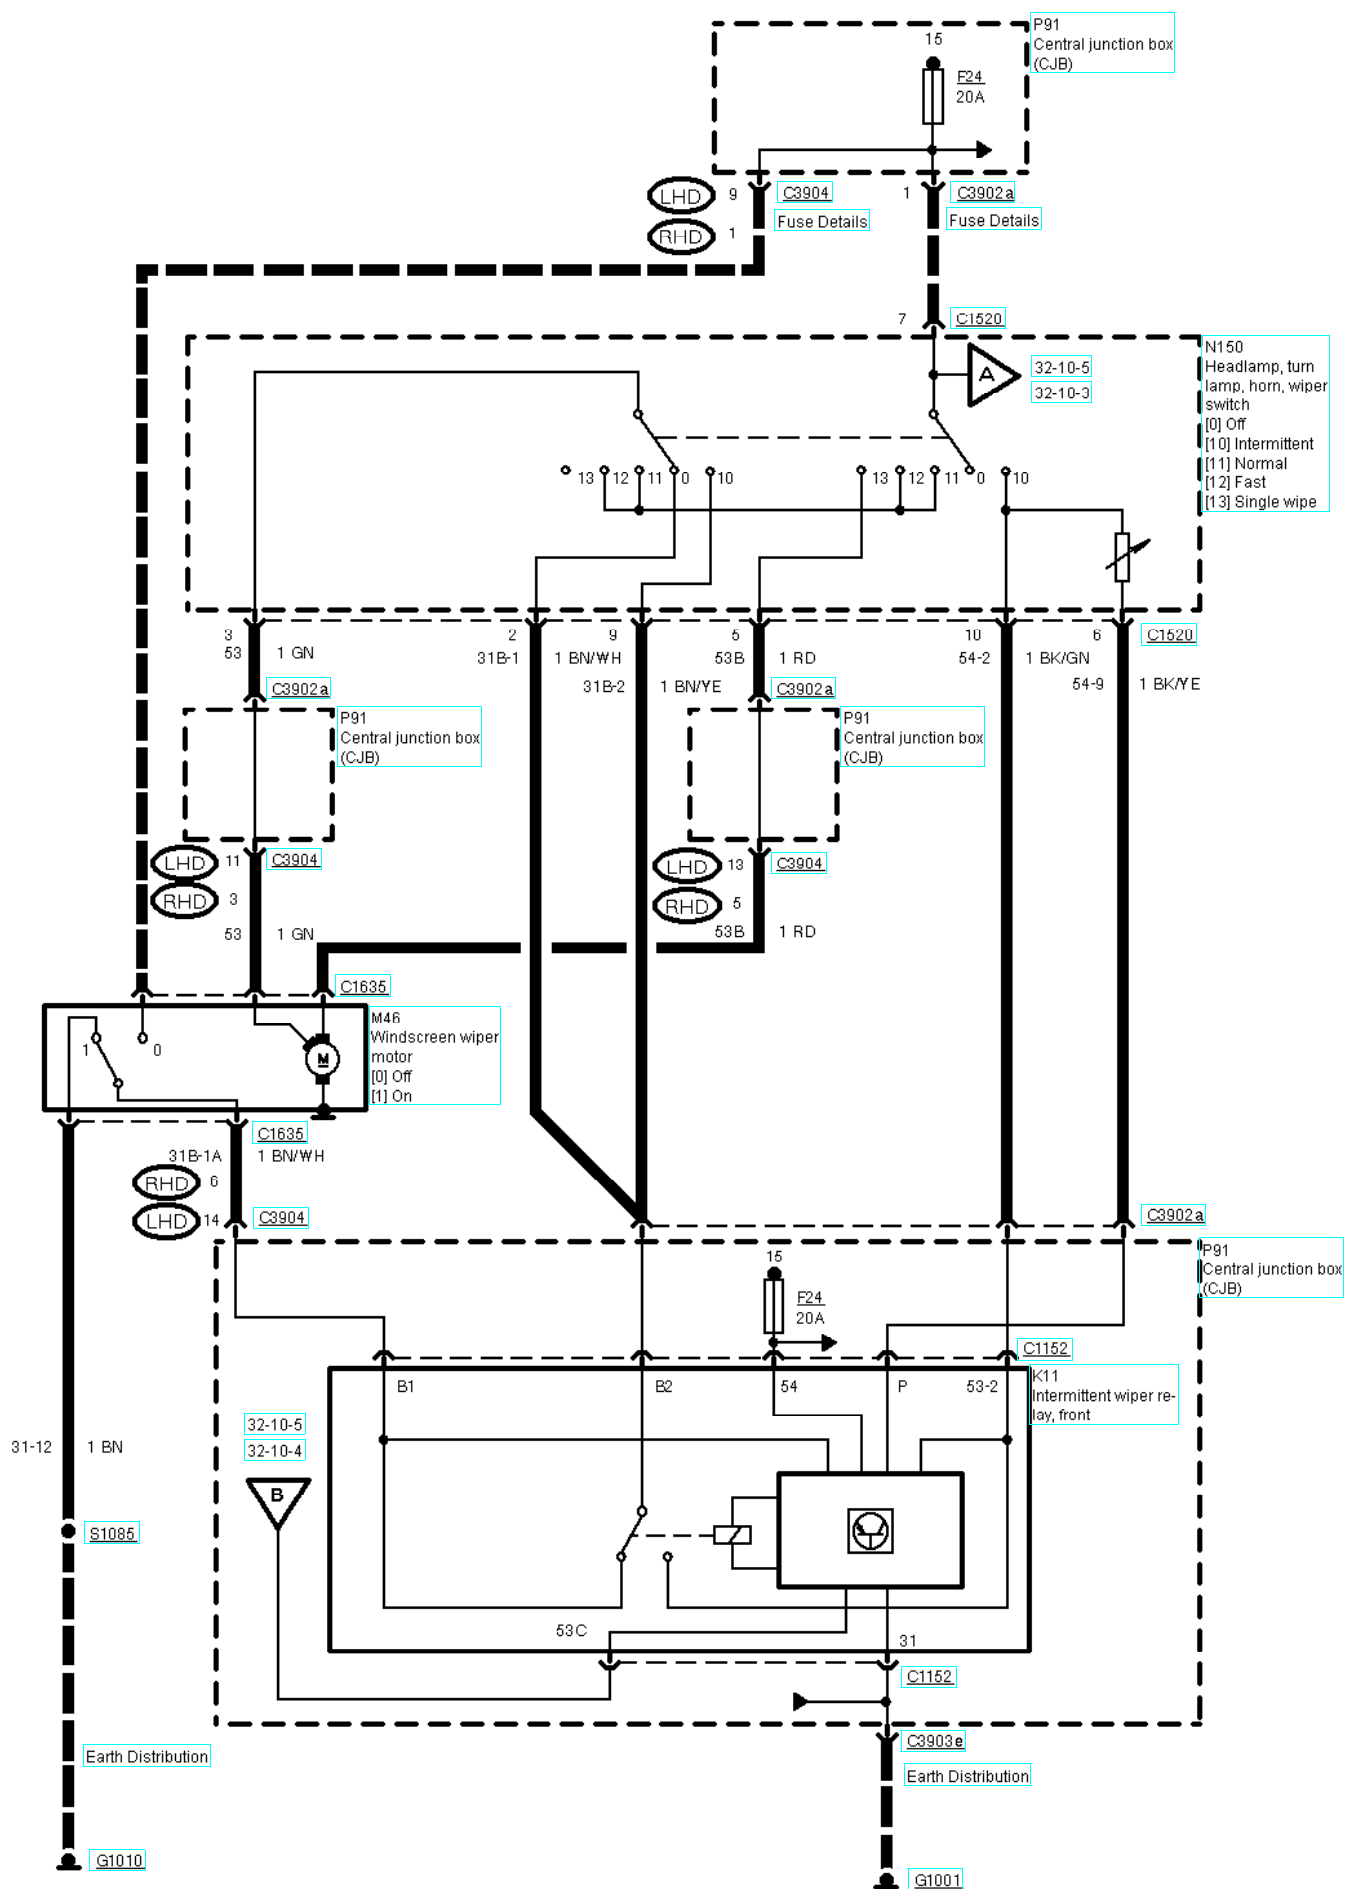 P91
Central junction box
(CJB)
15
F24
20A
LHD 9 C3904 1 C3902a
Fuse Details Fuse Details
RHD 1
7 C1520
N150
Headlamp, turn
lamp, horn, wiper
switch
[0] Off
[10] Intermittent
[11] Normal
[12] Fast
[13] Single wipe
A
32-10-5
32-10-3
13 12 11 0 10 13 12 11 0 10
3 2 9 5 10 6 C1520
53 1 GN 31B-1 1 BN/WH 53B 1 RD 54-2 1 BK/GN
31B-2 1 BN/YE 54-9 1 BK/YE
C3902a C3902a
P91
Central junction box
(CJB)
P91
Central junction box
(CJB)
LHD 11 C3904 LHD 13 C3904
RHD 3 RHD 5
53 1 GN 53B 1 RD
C1635
M46
Windscreen wiper
motor
[0] Off
[1] On
1 0 M
C1635
31B-1A 1 BN/WH
RHD 6
LHD 14 C3904 C3902a
P91
Central junction box
(CJB)
15
F24
20A
C1152
B1 B2 54 P 53-2
K11
Intermittent wiper re-
lay, front
32-10-5
32-10-4
31-12 1 BN
B
S1085
53C
31
C1152
C3903e
Earth Distribution
Earth Distribution
G1010
G1001